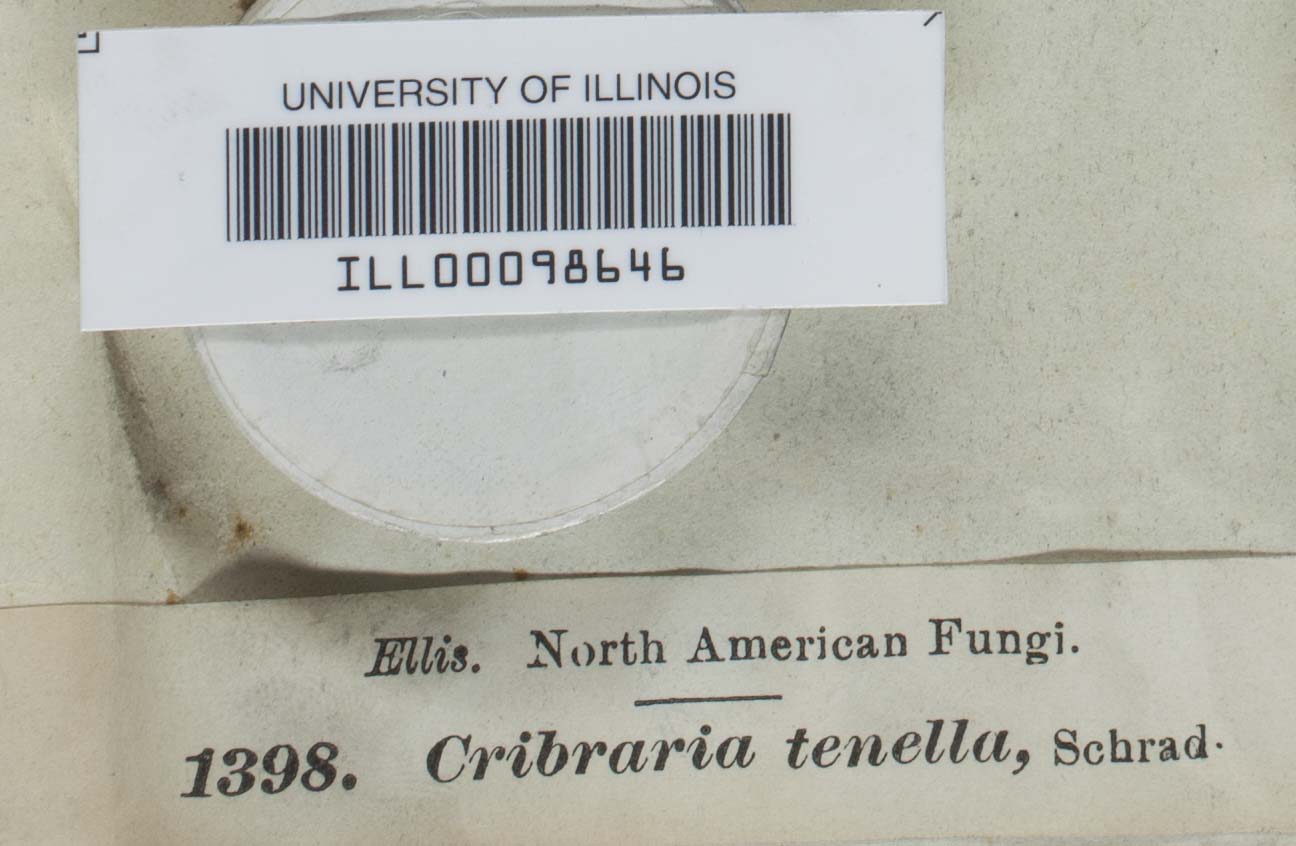 UNIVERSITY OF ILLINOIS
ILL00098646
Ellis. North American Fungi.
1398. Cribraria tenella, Schrad.